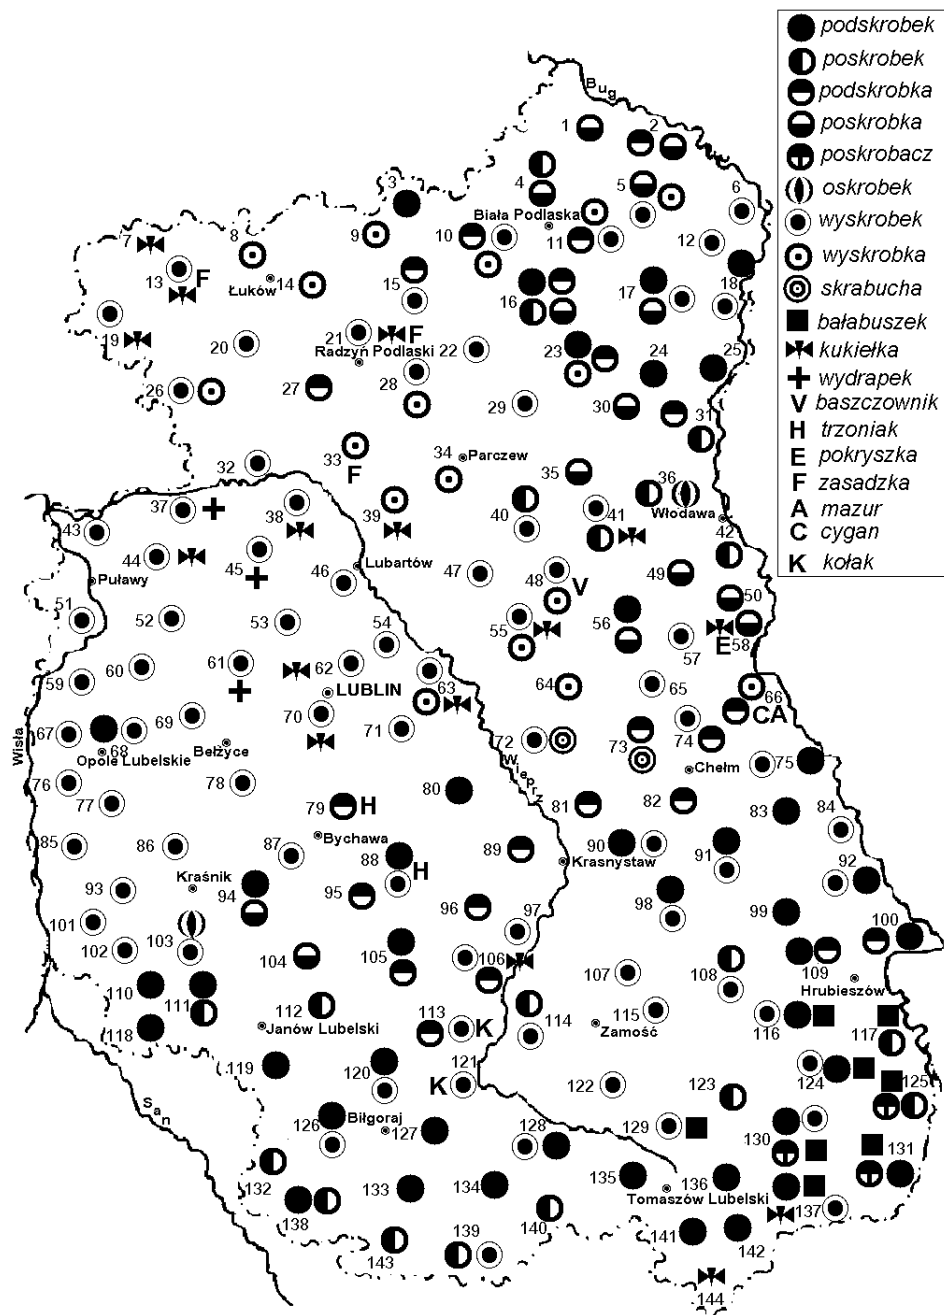 podskrobek
poskrobek
podskrobka
poskrobka
poskrobacz
oskrobek
wyskrobek
wyskrobka
skrabucha
bałabuszek
kukiełka
wydrapek
V baszczownik
H trzoniak
E pokryszka
F zasadzka
A mazur
C cygan
K kołak
Bug
1 2
3 4 5 6
Biała Podlaska
7 8 9 10 11 12
13 F Łuków 14 15 16 17 18
19 20 21 F 22 23 24 25
Radzyń Podlaski
26 27 28 29 30 31
32 33 F 34 Parczew 35 36
Włodawa
37 38 39 40 41 42
43 44 45 46 47 48 V 49 50
Puławy
Lubartów
51 52 53 54 55 56 57 E 58
59 60 61 62 63 64 65 66
LUBLIN
CA
Wisła
67 68 69 70 71 72 73 74 75
Opole Lubelskie
Bełżyce
Wieprz
Chełm
76 77 78 79 H 80 81 82 83 84
Bychawa
85 86 87 88 H 89 90 91 92
Krasnystaw
Kraśnik
93 94 95 96 97 98 99 100
101 102 103 104 105 106 107 108 109
Hrubieszów
110 111 112 113 K 114 115 116 117
Janów Lubelski
Zamość
118 119 120 121 K 122 123 124 125
San
Biłgoraj
126 127 128 129 130 131
132 133 134 135 136 137
Tomaszów Lubelski
138 139 140 141 142
143 144